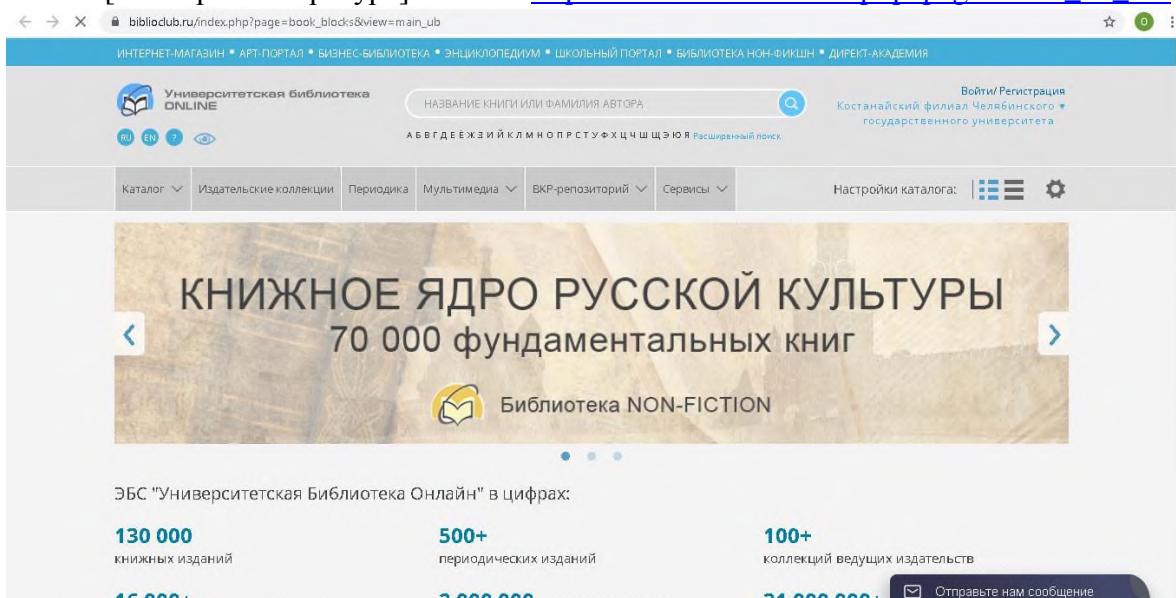 biblioclub.ru/index.php?page=book_blocks&view=main_ub
О
ИНТЕРНЕТ-МАГАЗИН • АРТ-ПОРТАЛ • БИЗНЕС-БИБЛИОТЕКА • ЭНЦИКЛОПЕДИУМ • ШКОЛЬНЫЙ ПОРТАЛ • БИБЛИОТЕКА НОН-ФИКШН • ДИРЕКТ-АКАДЕМИЯ
Университетская библиотека
ONLINE
НАЗВАНИЕ КНИГИ ИЛИ ФАМИЛИЯ АВТОРА
Войти/ Регистрация
Костанайский филиал Челябинского
государственного университета
RU EN ?
А Б В Г Д Е Ё Ж З И Й К Л М Н О П Р С Т У Ф Х Ц Ч Ш Щ Э Ю Я Расширенный поиск
Каталог Издательские коллекции Периодика Мультимедиа ВКР-репозиторий Сервисы Настройки каталога:
КНИЖНОЕ ЯДРО РУССКОЙ КУЛЬТУРЫ
70 000 фундаментальных книг
Библиотека NON-FICTION
ЭБС "Университетская Библиотека Онлайн" в цифрах:
130 000 500+ 100+
книжных изданий периодических изданий коллекций ведущих издательств
Отправьте нам сообщение